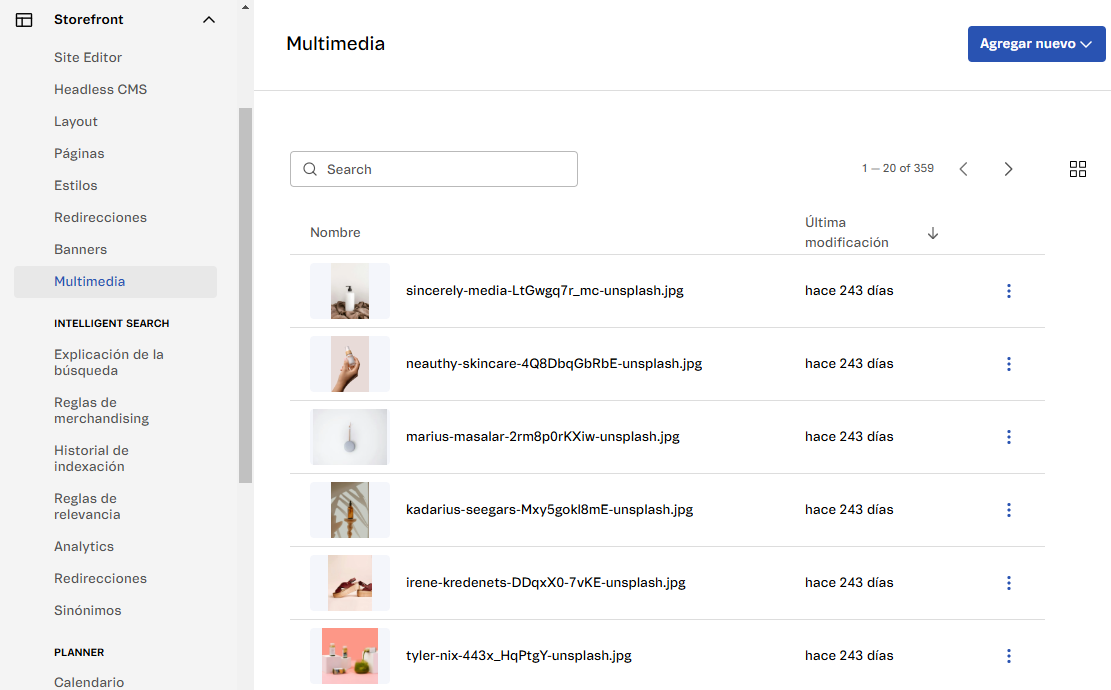 Storefront
Site Editor
Headless CMS
Layout
Páginas
Estilos
Redirecciones
Banners
Multimedia
INTELLIGENT SEARCH
Explicación de la
búsqueda
Reglas de
merchandising
Historial de
indexación
Reglas de
relevancia
Analytics
Redirecciones
Sinónimos
PLANNER
Calendario
Multimedia
Agregar nuevo
Search
1 — 20 of 359
Nombre
Última
modificación
sincerely-media-LtGwgq7r_mc-unsplash.jpg
hace 243 días
neauthy-skincare-4Q8DbqGbRbE-unsplash.jpg
hace 243 días
marius-masalar-2rm8p0rKXiw-unsplash.jpg
hace 243 días
kadarius-seegars-Mxy5gokl8mE-unsplash.jpg
hace 243 días
irene-kredenets-DDqxX0-7vKE-unsplash.jpg
hace 243 días
tyler-nix-443x_HqPtgY-unsplash.jpg
hace 243 días